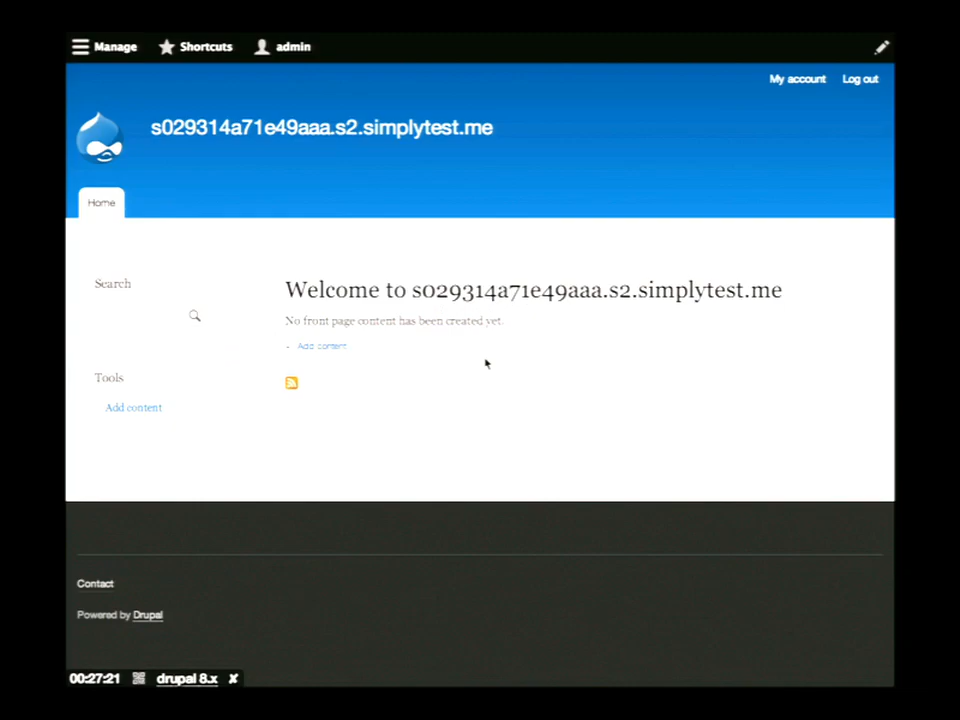 Manage Shortcuts admin
My account Log out
s029314a71e49aaa.s2.simplytest.me
Home
Search
Welcome to s029314a71e49aaa.s2.simplytest.me
No front page content has been created yet.
Add content
Tools
Add content
Contact
Powered by Drupal
00:27:21 drupal 8.x